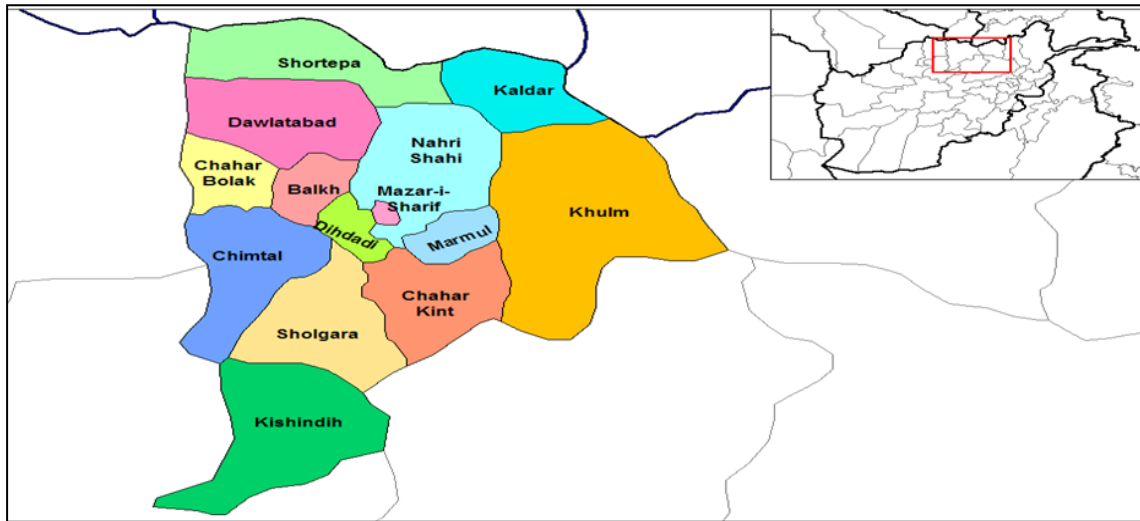 Shortepa
Kaldar
Dawlatabad
Nahri
Shahi
Chahar
Bolak
Balkh
Mazar-i-
Sharif
Khulm
Dihdadi
Marmul
Chimtal
Chahar
Kint
Sholgara
Kishindih